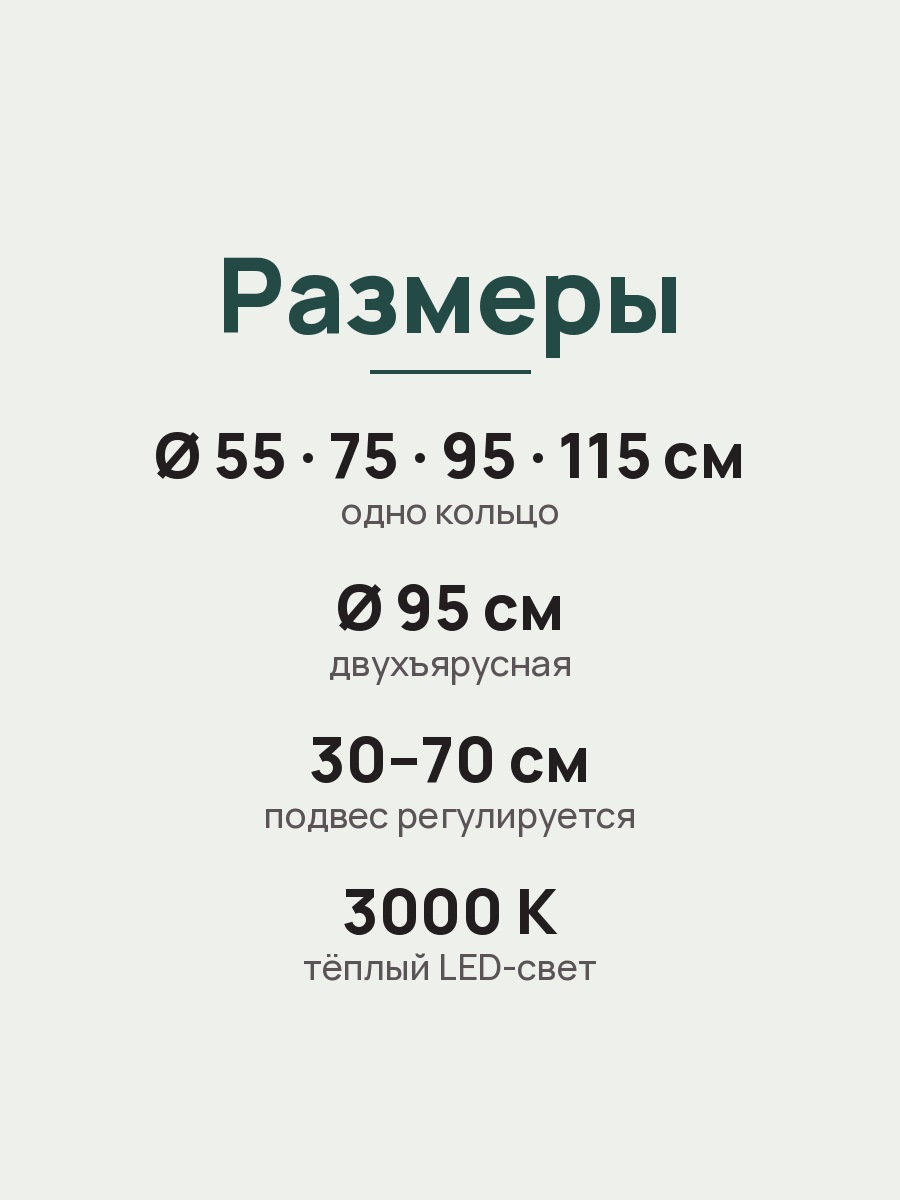 Размеры
Ø 55 · 75 · 95 · 115 см
одно кольцо
Ø 95 см
двухъярусная
30–70 см
подвес регулируется
3000 K
тёплый LED-свет